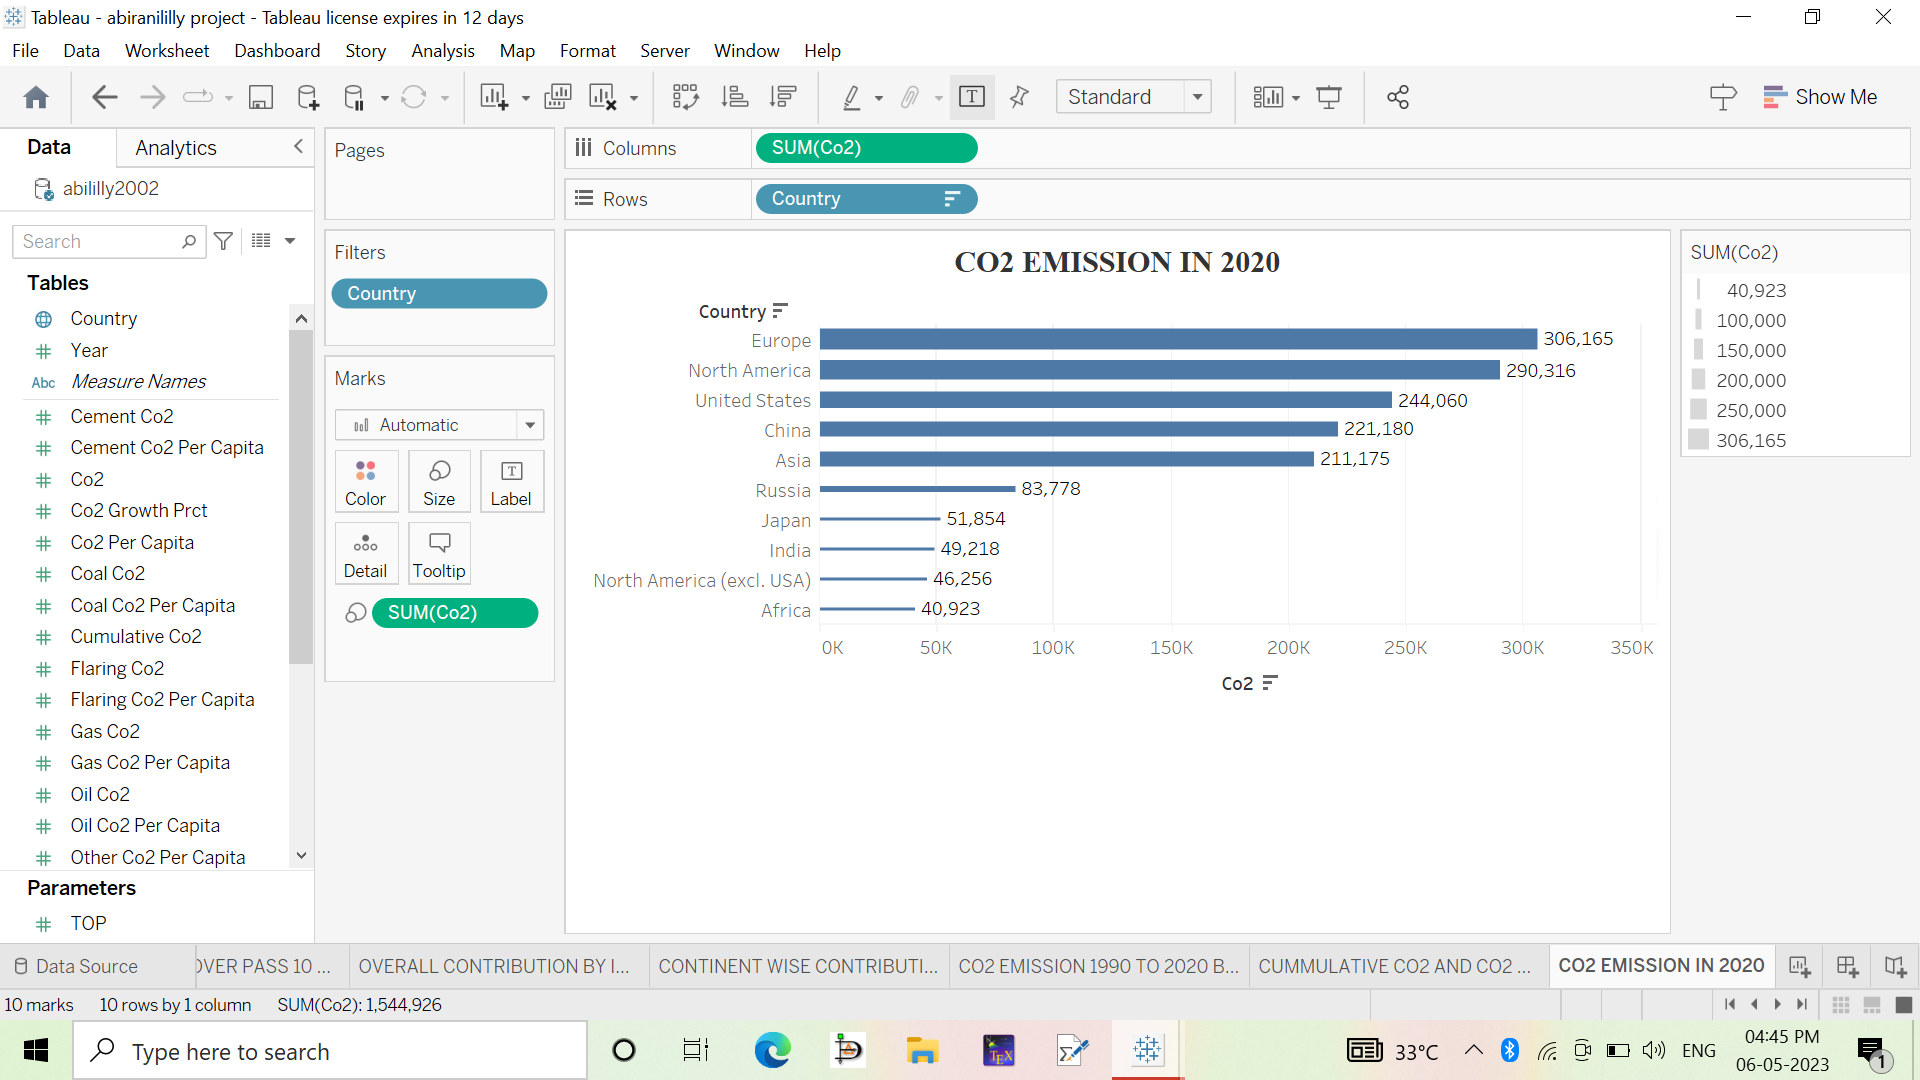 Tableau - abiranililly project - Tableau license expires in 12 days
File Data Worksheet Dashboard Story Analysis Map Format Server Window Help
Standard
Show Me
Data Analytics
abililly2002
Search
Tables
Country
Year
Abc Measure Names
Cement Co2
Cement Co2 Per Capita
Co2
Co2 Growth Prct
Co2 Per Capita
Coal Co2
Coal Co2 Per Capita
Cumulative Co2
Flaring Co2
Flaring Co2 Per Capita
Gas Co2
Gas Co2 Per Capita
Oil Co2
Oil Co2 Per Capita
Other Co2 Per Capita
Parameters
TOP
Pages
Filters
Country
Marks
Automatic
Color Size Label
Detail Tooltip
SUM(Co2)
Columns SUM(Co2)
Rows Country
CO2 EMISSION IN 2020
Country
Europe 306,165
North America 290,316
United States 244,060
China 221,180
Asia 211,175
Russia 83,778
Japan 51,854
India 49,218
North America (excl. USA) 46,256
Africa 40,923
0K 50K 100K 150K 200K 250K 300K 350K
Co2
SUM(Co2)
40,923
100,000
150,000
200,000
250,000
306,165
Data Source OVER PASS 10 ... OVERALL CONTRIBUTION BY I... CONTINENT WISE CONTRIBUTI... CO2 EMISSION 1990 TO 2020 B... CUMMULATIVE CO2 AND CO2 ... CO2 EMISSION IN 2020
10 marks 10 rows by 1 column SUM(Co2): 1,544,926
Type here to search
TEX
33°C
ENG
04:45 PM
06-05-2023
1